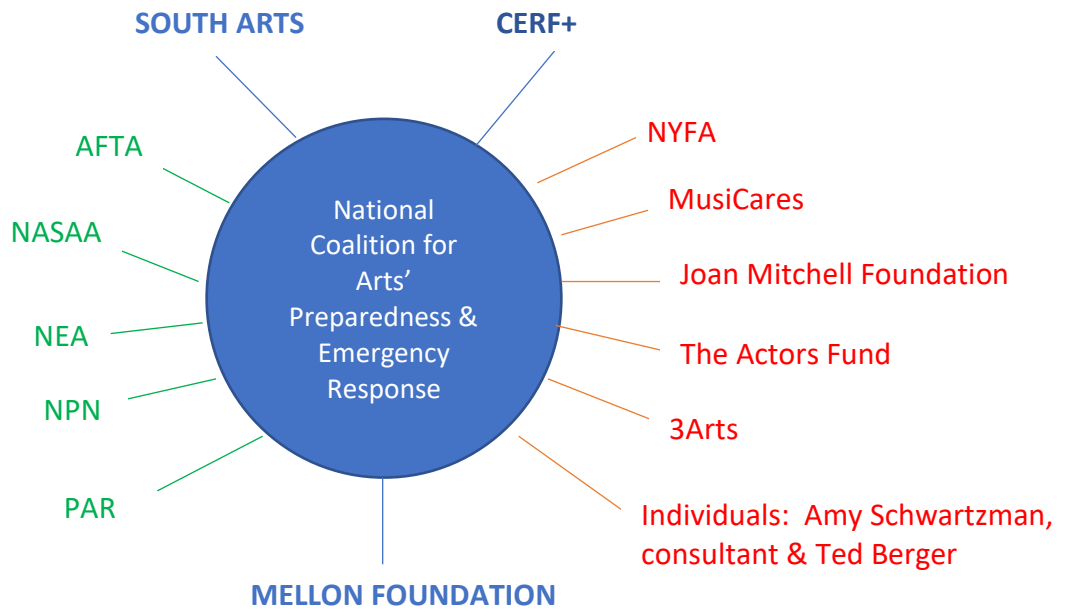 SOUTH ARTS
CERF+
AFTA
NASAA
NEA
NPN
PAR
National
Coalition for
Arts’
Preparedness &
Emergency
Response
NYFA
MusiCares
Joan Mitchell Foundation
The Actors Fund
3Arts
Individuals:  Amy Schwartzman,
consultant & Ted Berger
MELLON FOUNDATION